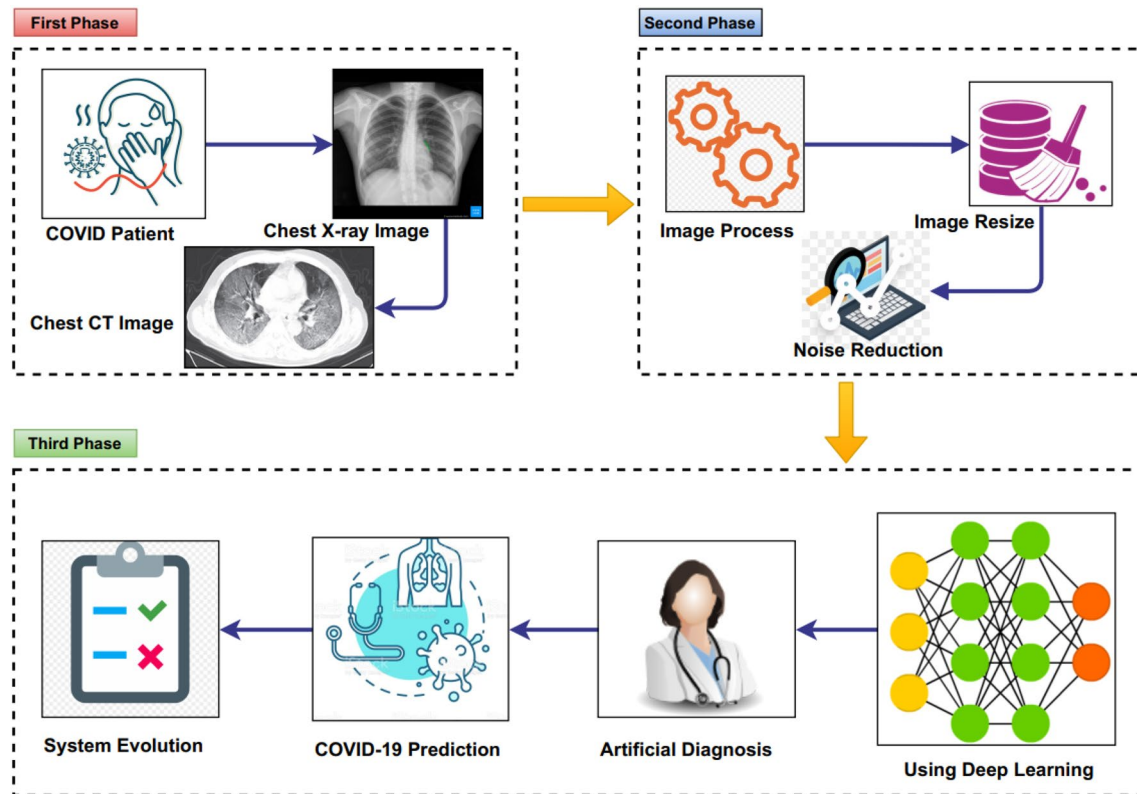 First Phase
Second Phase
COVID Patient
Chest X-ray Image
Chest CT Image
Image Process
Image Resize
Noise Reduction
Third Phase
System Evolution
COVID-19 Prediction
Artificial Diagnosis
Using Deep Learning